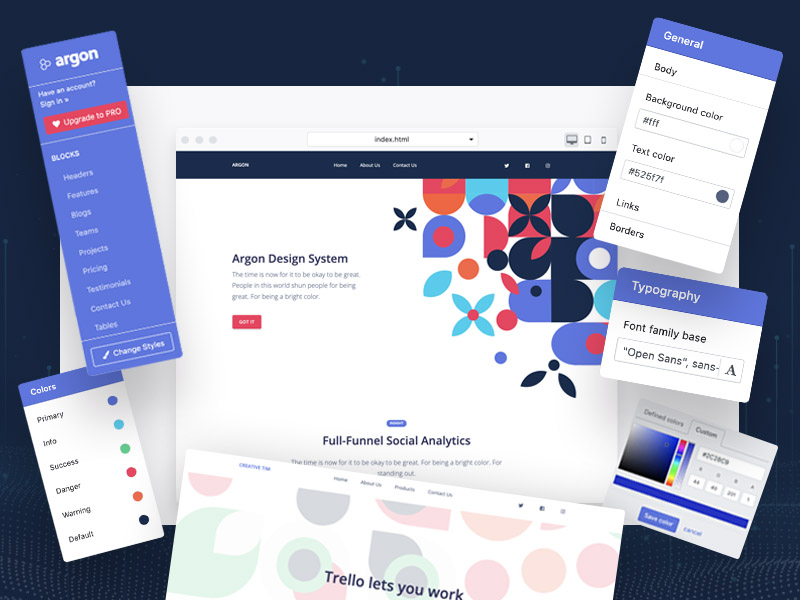 argon
Have an account?
Sign in »
Upgrade to PRO
BLOCKS
Headers
Features
Blogs
Teams
Projects
Pricing
Testimonials
Contact Us
Tables
Change Styles
Colors
Primary
Info
Success
Danger
Warning
Default
index.html
ARGON
Home About Us Contact Us
Argon Design System
The time is now for it to be okay to be great.
People in this world shun people for being
great. For being a bright color.
GOT IT
Full-Funnel Social Analytics
The time is now for it to be okay to be great. For being a bright color. For
standing out.
CREATIVE TIM
Home About Us Products Contact Us
Trello lets you work
General
Body
Background color
#fff
Text color
#525f7f
Links
Borders
Typography
Font family base
"Open Sans", sans-
A
Defined colors Custom
#2C28C9
Save color cancel